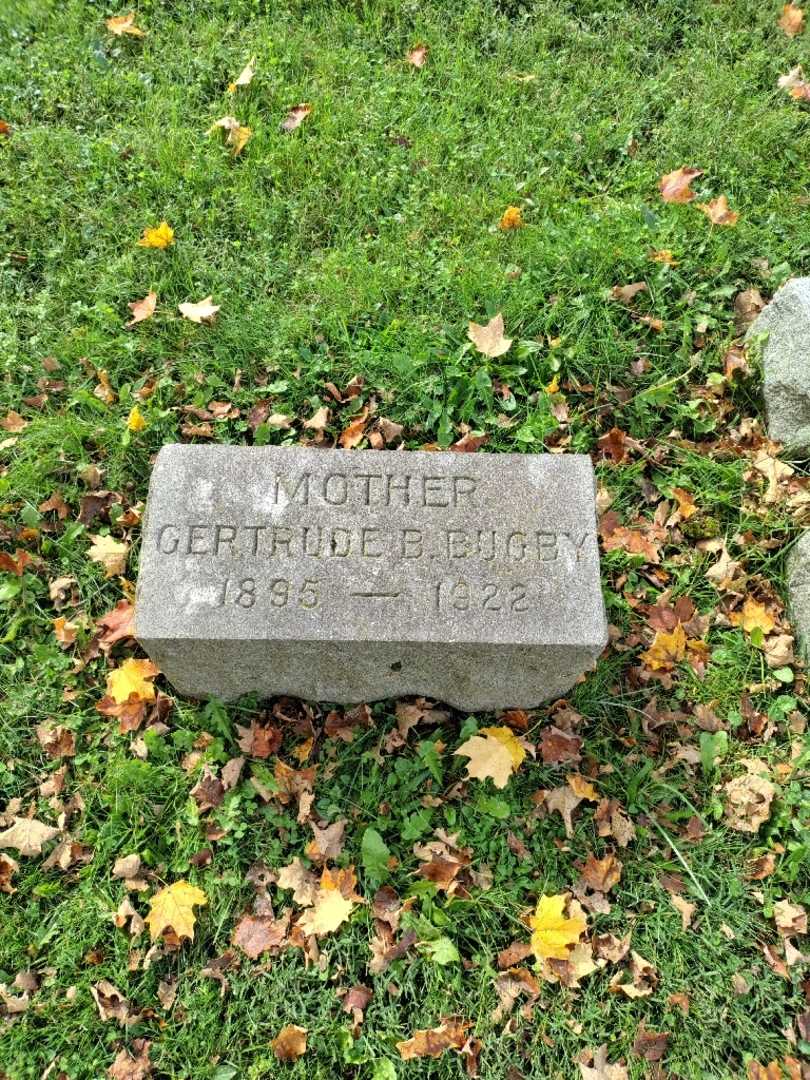 MOTHER
GERTRUDE B. BUGBY
1895 — 1922